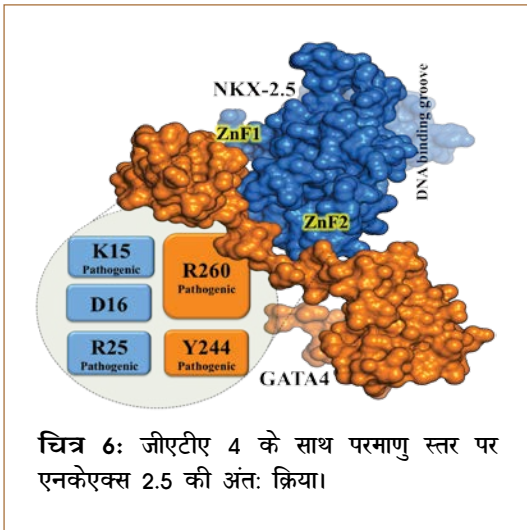 NKX-2.5
ZnF1
DNA binding groove
ZnF2
K15
Pathogenic
R260
Pathogenic
D16
R25
Pathogenic
Y244
Pathogenic
GATA4
चित्र 6: जीएटीए 4 के साथ परमाणु स्तर पर
एनकेएक्स 2.5 की अंत: क्रिया।